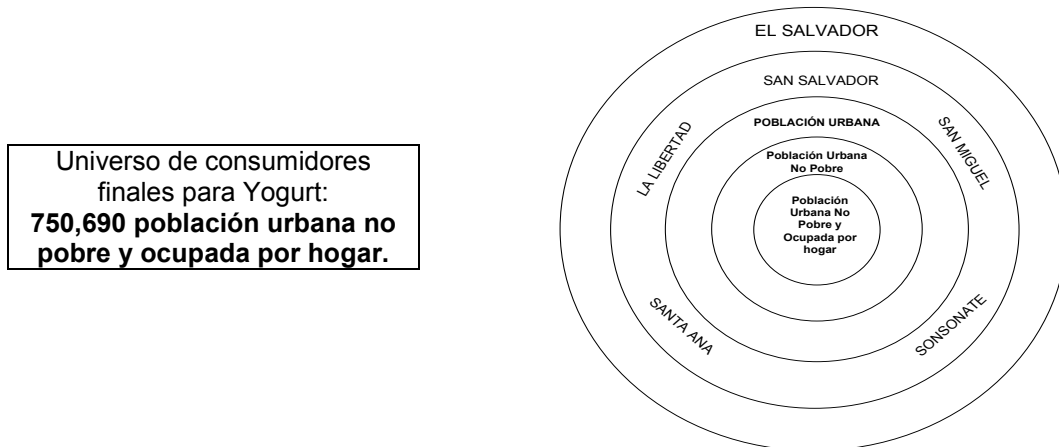 Universo de consumidores
finales para Yogurt:
750,690 población urbana no
pobre y ocupada por hogar.
EL SALVADOR
SAN SALVADOR
LA LIBERTAD
SAN MIGUEL
POBLACIÓN URBANA
Población Urbana
No Pobre
Población
Urbana No
Pobre y
Ocupada por
hogar
SANTA ANA
SONSONATE